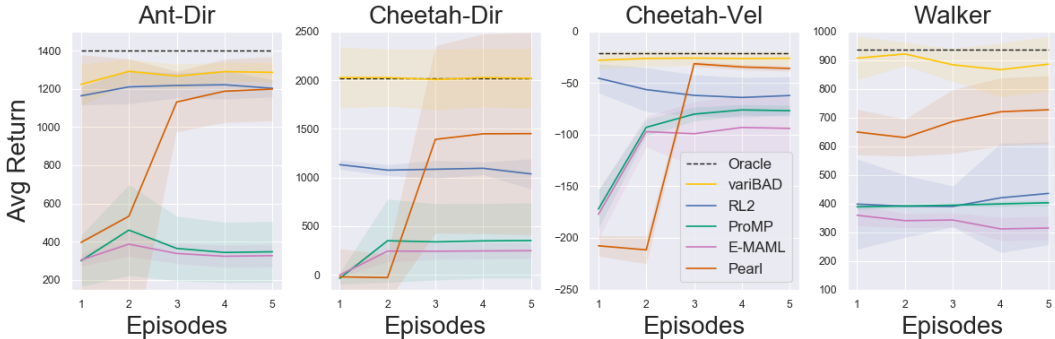 Ant-Dir
Cheetah-Dir
Cheetah-Vel
Walker
Avg Return
1400
1200
1000
800
600
400
200
1 2 3 4 5
Episodes
2500
2000
1500
1000
500
0
1 2 3 4 5
Episodes
0
−50
−100
−150
−200
−250
1 2 3 4 5
Episodes
Oracle
variBAD
RL2
ProMP
E-MAML
Pearl
1000
900
800
700
600
500
400
300
200
100
1 2 3 4 5
Episodes